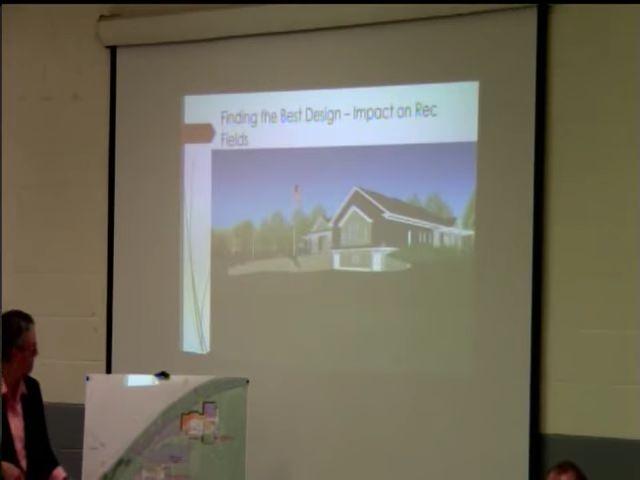 Finding the Best Design – Impact on Rec
Fields